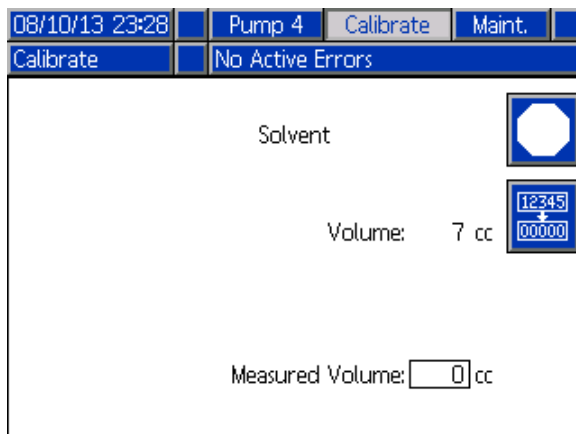 08/10/13 23:28 Pump 4 Calibrate Maint.
Calibrate No Active Errors
Solvent
12345
Volume: 7 cc
00000
Measured Volume: 0 cc